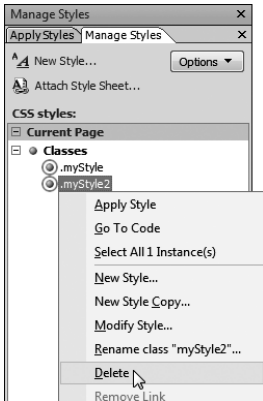 Manage Styles
Apply Styles Manage Styles
New Style...
Options
Attach Style Sheet...
CSS styles:
Current Page
Classes
.myStyle
.myStyle2
Apply Style
Go To Code
Select All 1 Instance(s)
New Style...
New Style Copy...
Modify Style...
Rename class "myStyle2"...
Delete
Remove Link